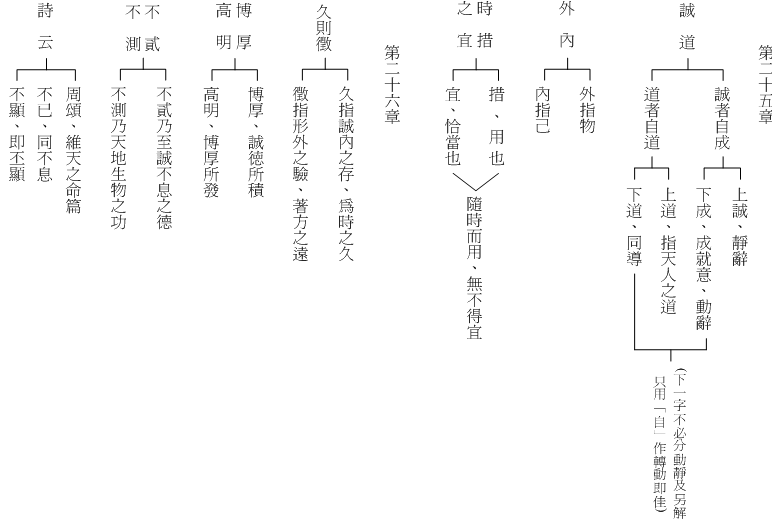 第二十五章
誠道
誠者自成
上誠、靜辭
下成、成就意、動辭
道者自道
上道、指天人之道
下道、同導
(下一字不必分動靜及另解
只用「自」作轉動即佳)
外內
外指物
內指己
時措
之宜
措、用也
宜、恰當也
隨時而用、無不得宜
第二十六章
久則徵
久指誠內之存、爲時之久
徵指形外之驗、著方之遠
博厚
高明
博厚、誠德所積
高明、博厚所發
不貳
不測
不貳乃至誠不息之德
不測乃天地生物之功
詩云
周頌、維天之命篇
不已、同不息
不顯、即丕顯